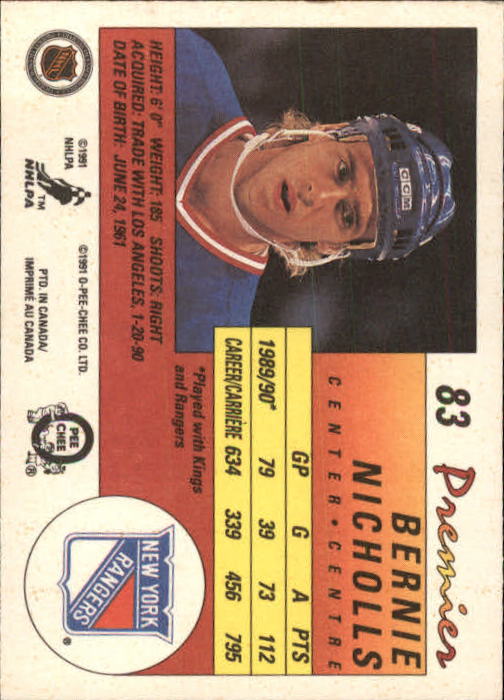 83 Premier
BERNIE
NICHOLLS
CENTER • CENTRE
GP G A PTS
1989/90* 79 39 73 112
CAREER/CARRIÈRE 634 339 456 795
*Played with Kings
and Rangers
CCM
HEIGHT: 6' 0" WEIGHT: 185 SHOOTS: RIGHT
ACQUIRED: TRADE WITH LOS ANGELES, 1-20-90
DATE OF BIRTH: JUNE 24, 1961
NHL
©1991
NHLPA
NHLPA™
©1991 O-PEE-CHEE CO. LTD.
PTD. IN CANADA/
IMPRIMÉ AU CANADA
O
PEE
CHEE
®
NEW YORK
RANGERS
®